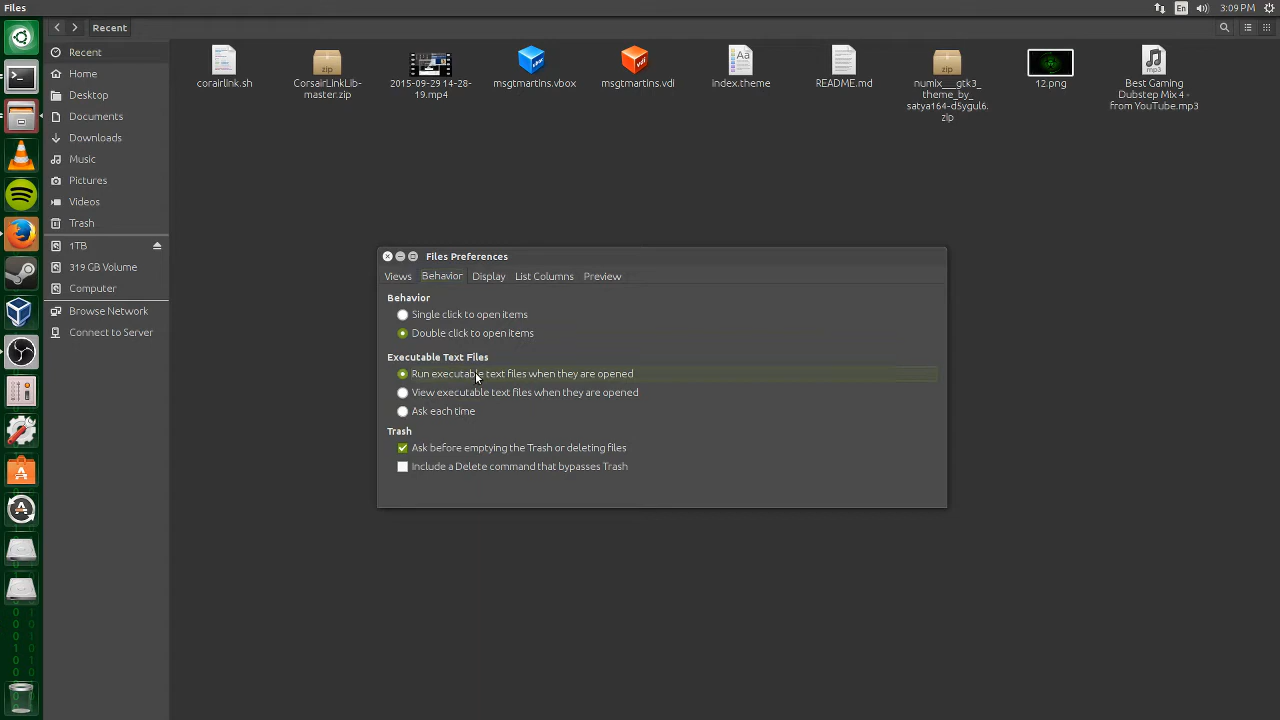 Files
En
3:09 PM
Recent
Recent
Home
Desktop
Documents
Downloads
Music
Pictures
Videos
Trash
1TB
319 GB Volume
Computer
Browse Network
Connect to Server
corairlink.sh
zip
CorsairLinkLib-
master.zip
2015-09-29 14-28-
19.mp4
msgtmartins.vbox
msgtmartins.vdi
Aa
index.theme
README.md
zip
numix___gtk3_
theme_by_
satya164-d5ygul6.
zip
12.png
mp3
Best Gaming
Dubstep Mix 4 -
from YouTube.mp3
Files Preferences
Views
Behavior
Display
List Columns
Preview
Behavior
Single click to open items
Double click to open items
Executable Text Files
Run executable text files when they are opened
View executable text files when they are opened
Ask each time
Trash
Ask before emptying the Trash or deleting files
Include a Delete command that bypasses Trash